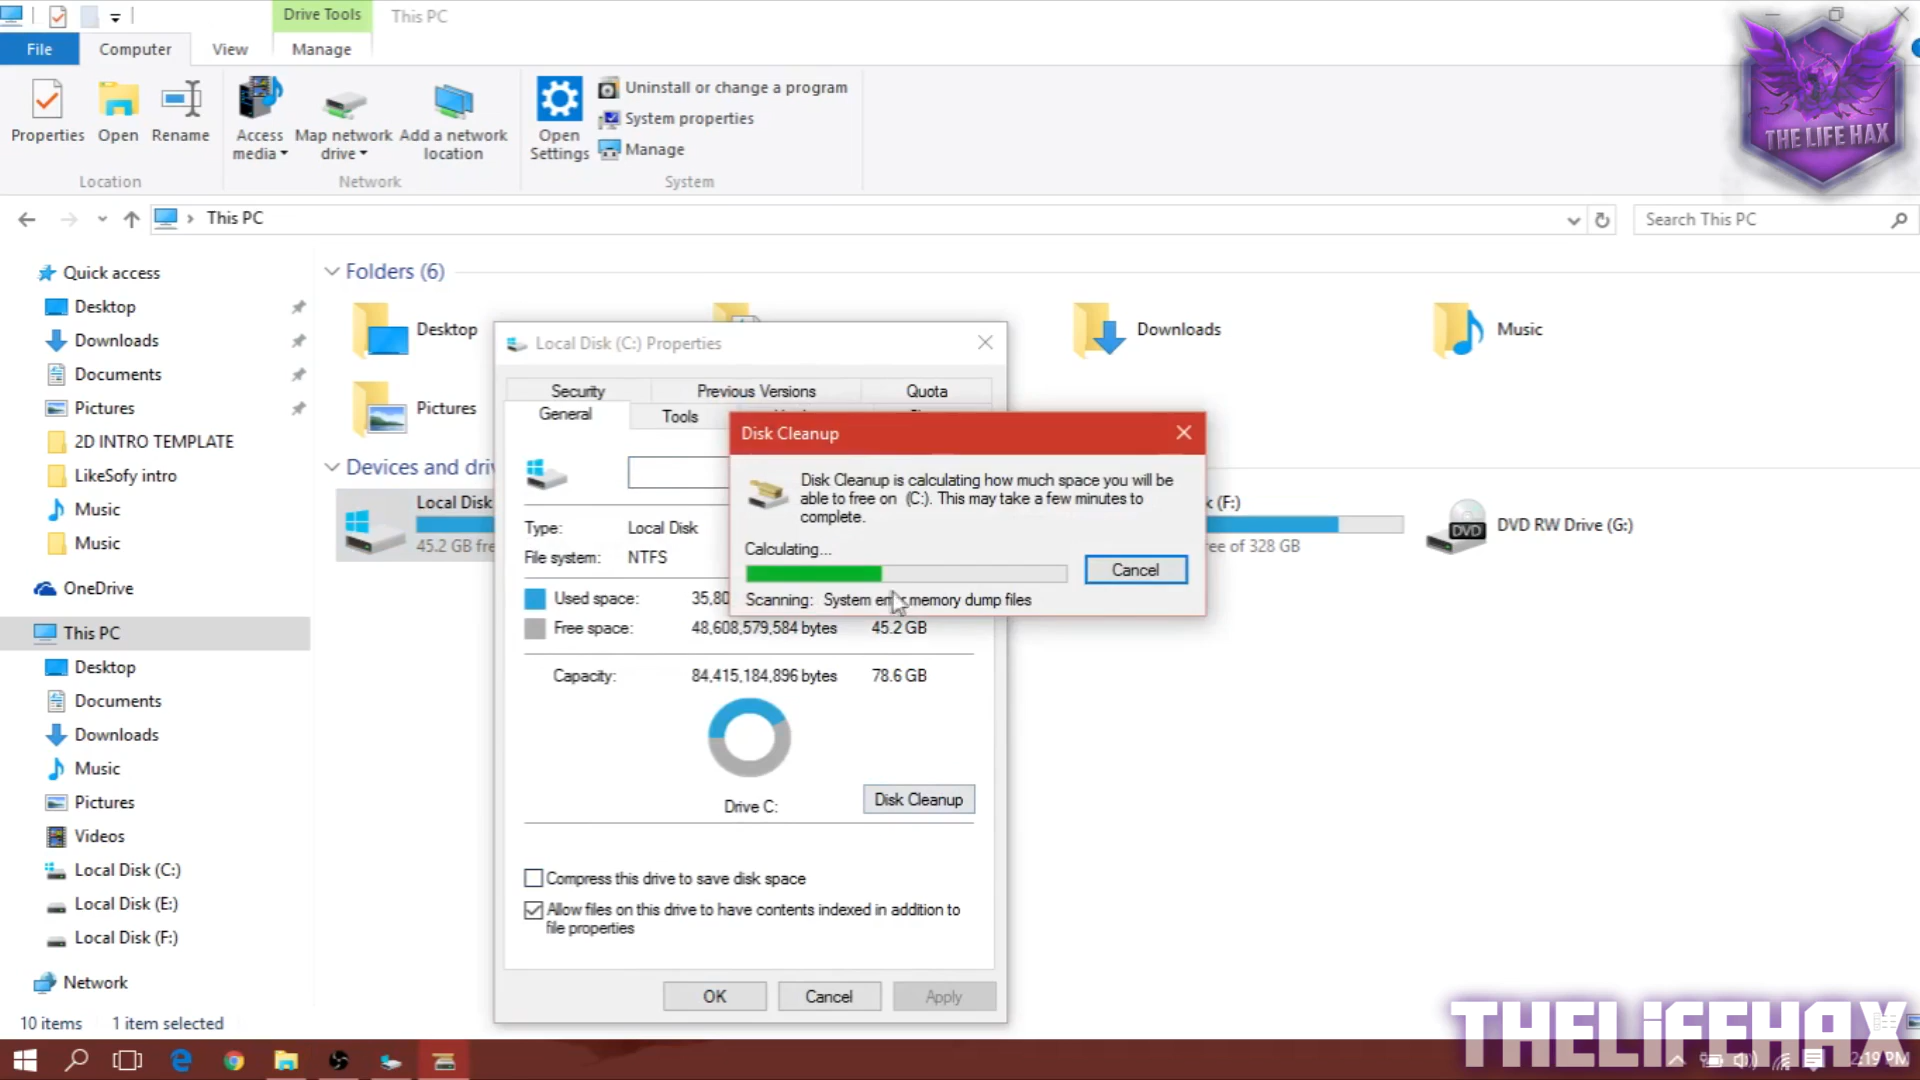 Drive Tools
This PC
File
Computer
View
Manage
Properties
Open
Rename
Access media
Map network drive
Add a network location
Open Settings
Uninstall or change a program
System properties
Manage
Location
Network
System
THE LIFE HAX
This PC
Search This PC
Quick access
Desktop
Downloads
Documents
Pictures
2D INTRO TEMPLATE
LikeSofy intro
Music
Music
OneDrive
This PC
Desktop
Documents
Downloads
Music
Pictures
Videos
Local Disk (C:)
Local Disk (E:)
Local Disk (F:)
Network
Folders (6)
Desktop
Downloads
Music
Pictures
Devices and driv
Local Disk
45.2 GB fre
k (F:)
ree of 328 GB
DVD RW Drive (G:)
DVD
Local Disk (C:) Properties
Security
Previous Versions
Quota
General
Tools
Type: Local Disk
File system: NTFS
Used space: 35,80
Free space: 48,608,579,584 bytes 45.2 GB
Capacity: 84,415,184,896 bytes 78.6 GB
Drive C:
Disk Cleanup
Compress this drive to save disk space
Allow files on this drive to have contents indexed in addition to
file properties
OK
Cancel
Apply
Disk Cleanup
Disk Cleanup is calculating how much space you will be
able to free on (C:). This may take a few minutes to
complete.
Calculating...
Cancel
Scanning: System memory dump files
10 items
1 item selected
THELIFEHAX
2:19 PM